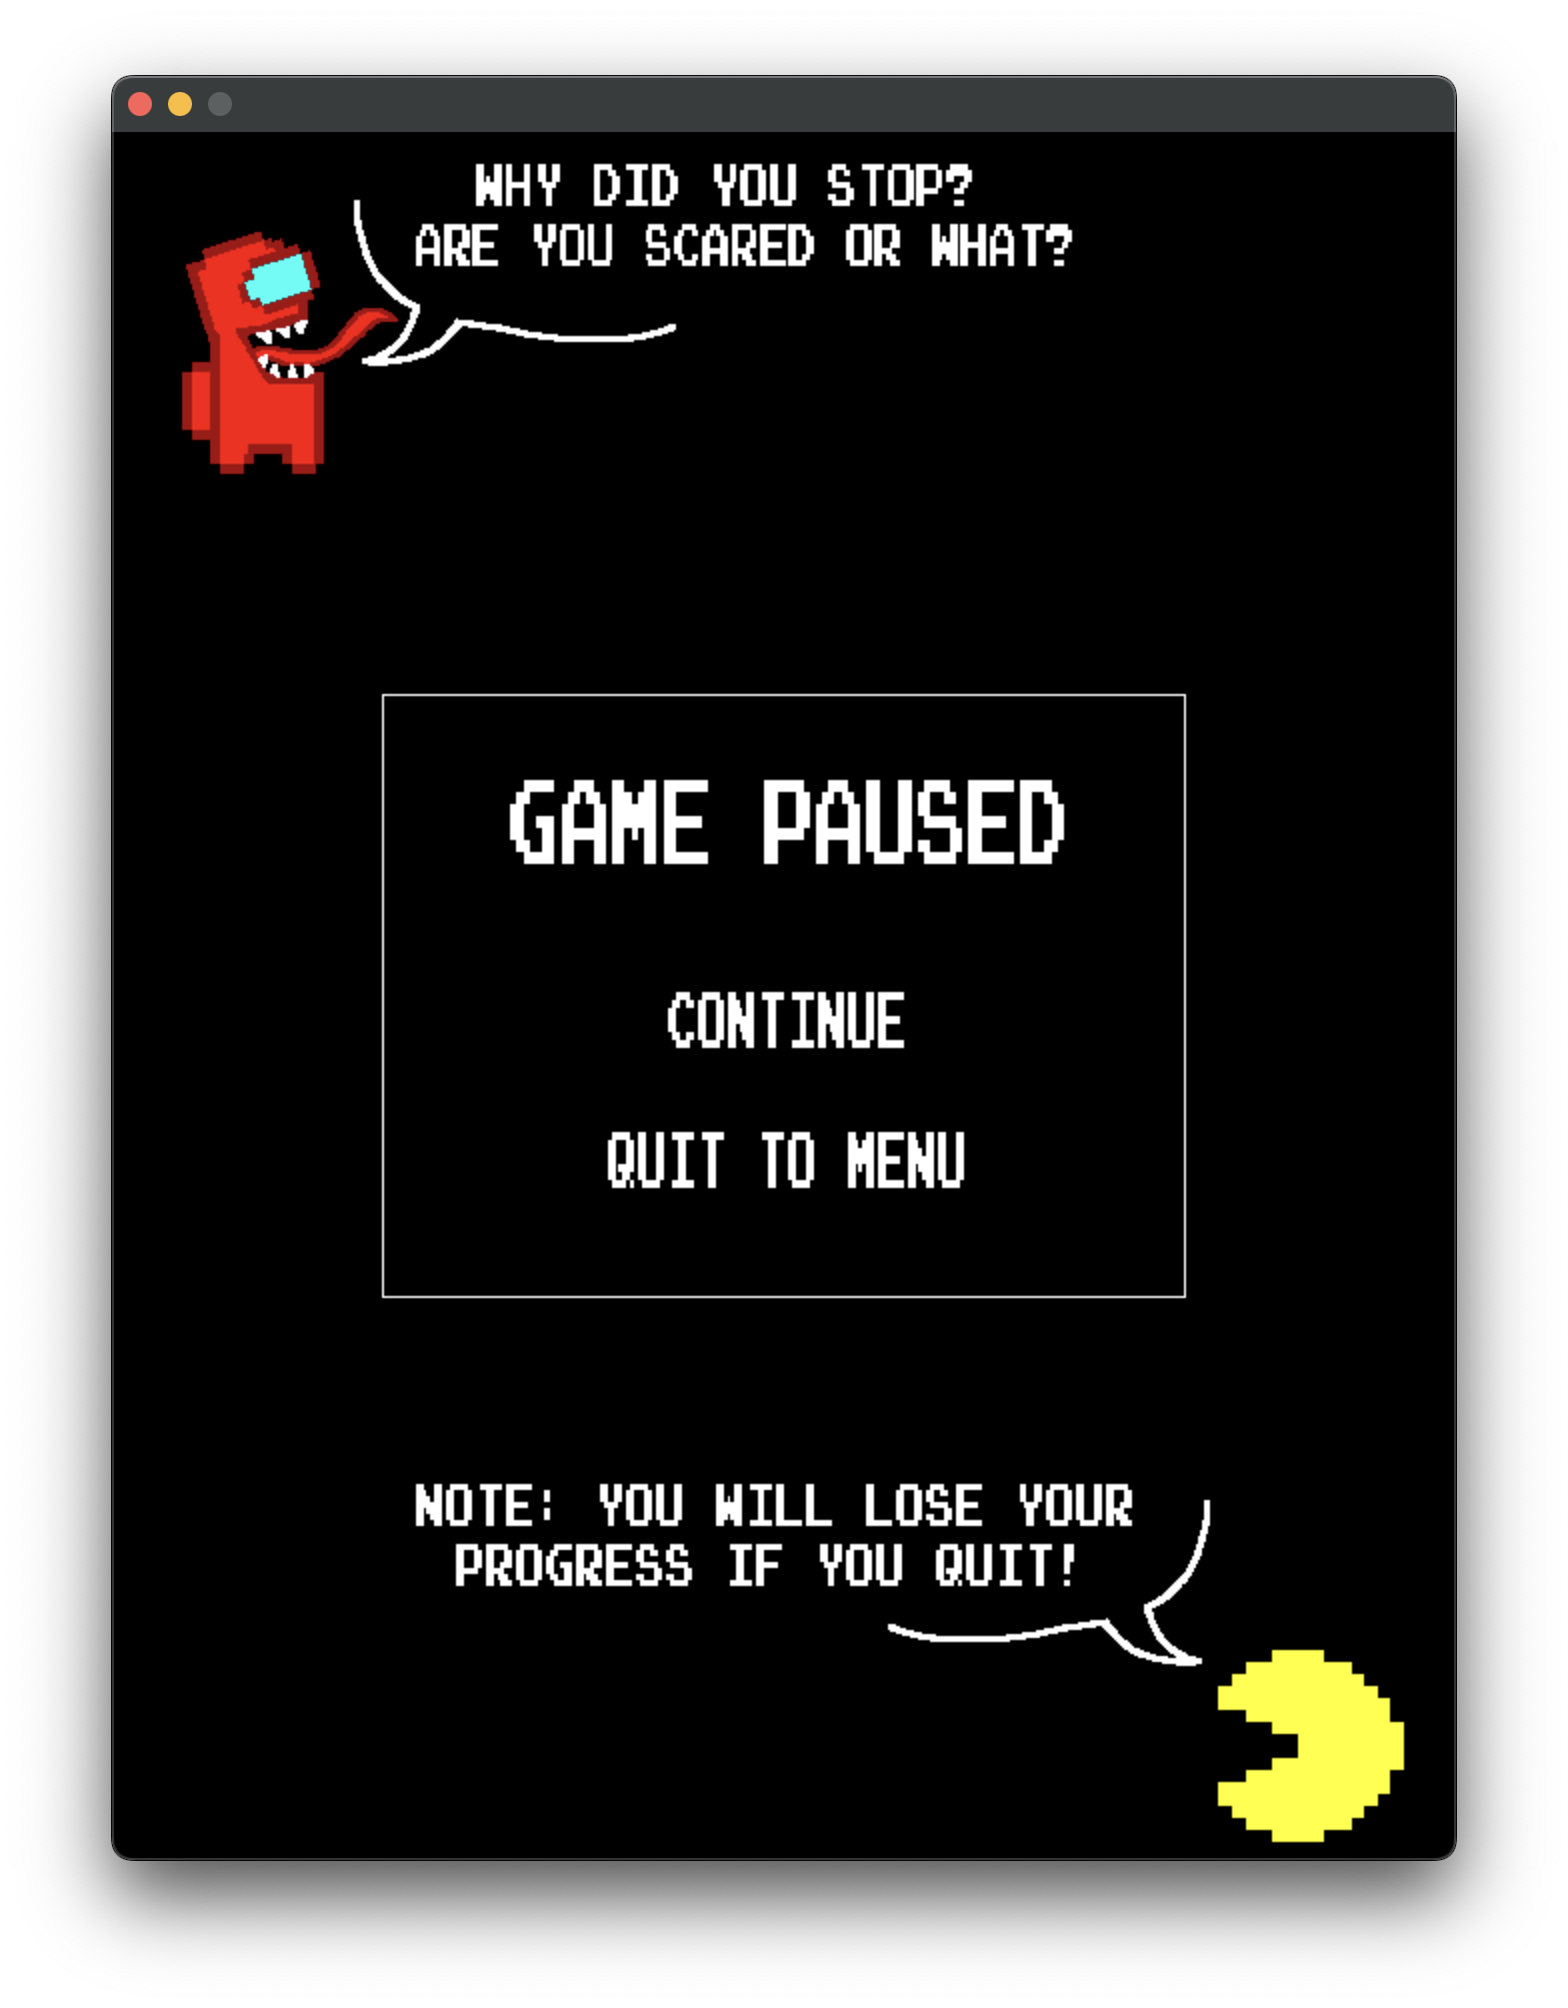 WHY DID YOU STOP?
ARE YOU SCARED OR WHAT?
GAME PAUSED
CONTINUE
QUIT TO MENU
NOTE: YOU WILL LOSE YOUR
PROGRESS IF YOU QUIT!